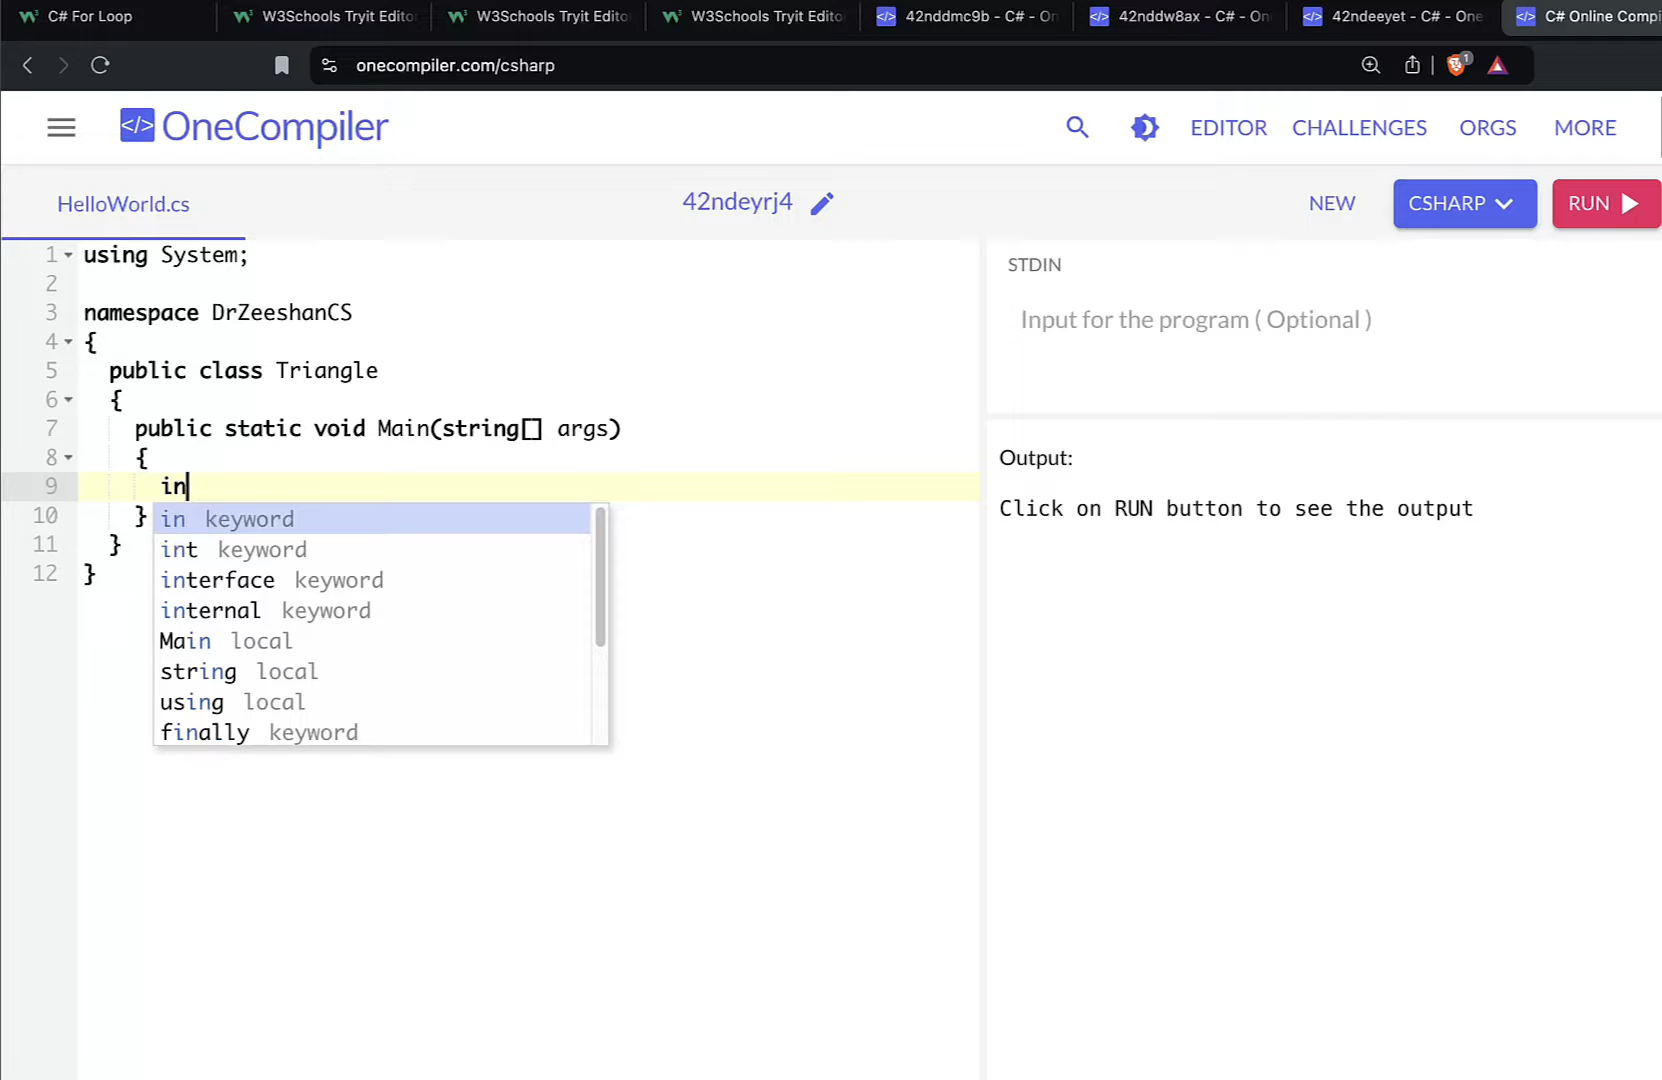 C# For Loop
W3Schools Tryit Edito
W3Schools Tryit Edito
W3Schools Tryit Edito
42nddmc9b - C# - On
42nddw8ax - C# - On
42ndeeyet - C# - One
C# Online Compi
onecompiler.com/csharp
1
</> OneCompiler
EDITOR
CHALLENGES
ORGS
MORE
HelloWorld.cs
42ndeyrj4
NEW
CSHARP
RUN
1 using System;
2
3 namespace DrZeeshanCS
4 {
5 public class Triangle
6 {
7 public static void Main(string[] args)
8 {
9 in
10 }
11 }
12 }
in keyword
int keyword
interface keyword
internal keyword
Main local
string local
using local
finally keyword
STDIN
Input for the program ( Optional )
Output:
Click on RUN button to see the output